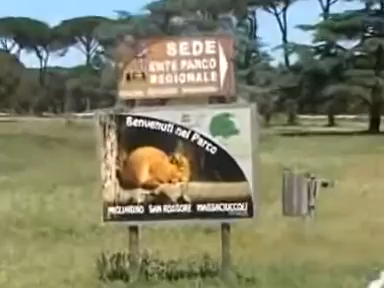 SEDE
ENTE PARCO
REGIONALE
Benvenuti nel Parco
MIGLIARINO SAN ROSSORE MASSACIUCCOLI